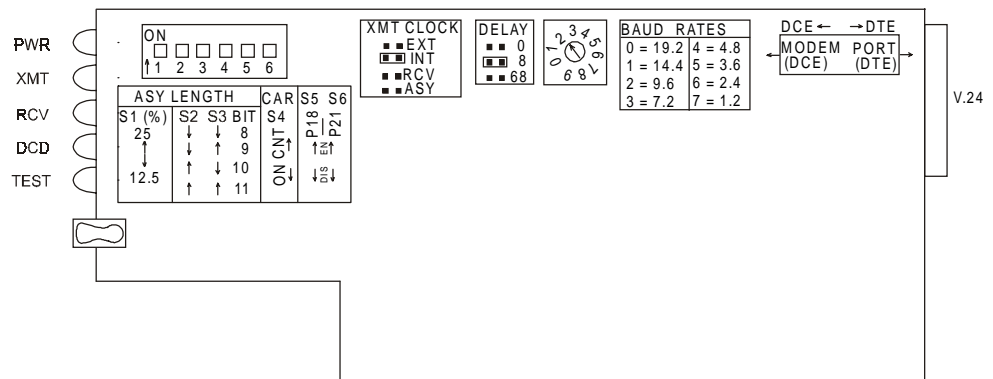 PWR
XMT
RCV
DCD
TEST
ON
1 2 3 4 5 6
ASY LENGTH
S1 (%) S2 S3 BIT
25 ↓ ↓ 8
↓ ↑ 9
↑ ↓ 10
12.5 ↑ ↑ 11
CAR
S4
ON CNT
S5 S6
P18 P21
DIS EN
XMT CLOCK
EXT
INT
RCV
ASY
DELAY
0
8
68
0 1 2 3 4 5 6 7 8 9
BAUD RATES
0 = 19.2 4 = 4.8
1 = 14.4 5 = 3.6
2 = 9.6 6 = 2.4
3 = 7.2 7 = 1.2
DCE← →DTE
MODEM PORT
(DCE) (DTE)
V.24